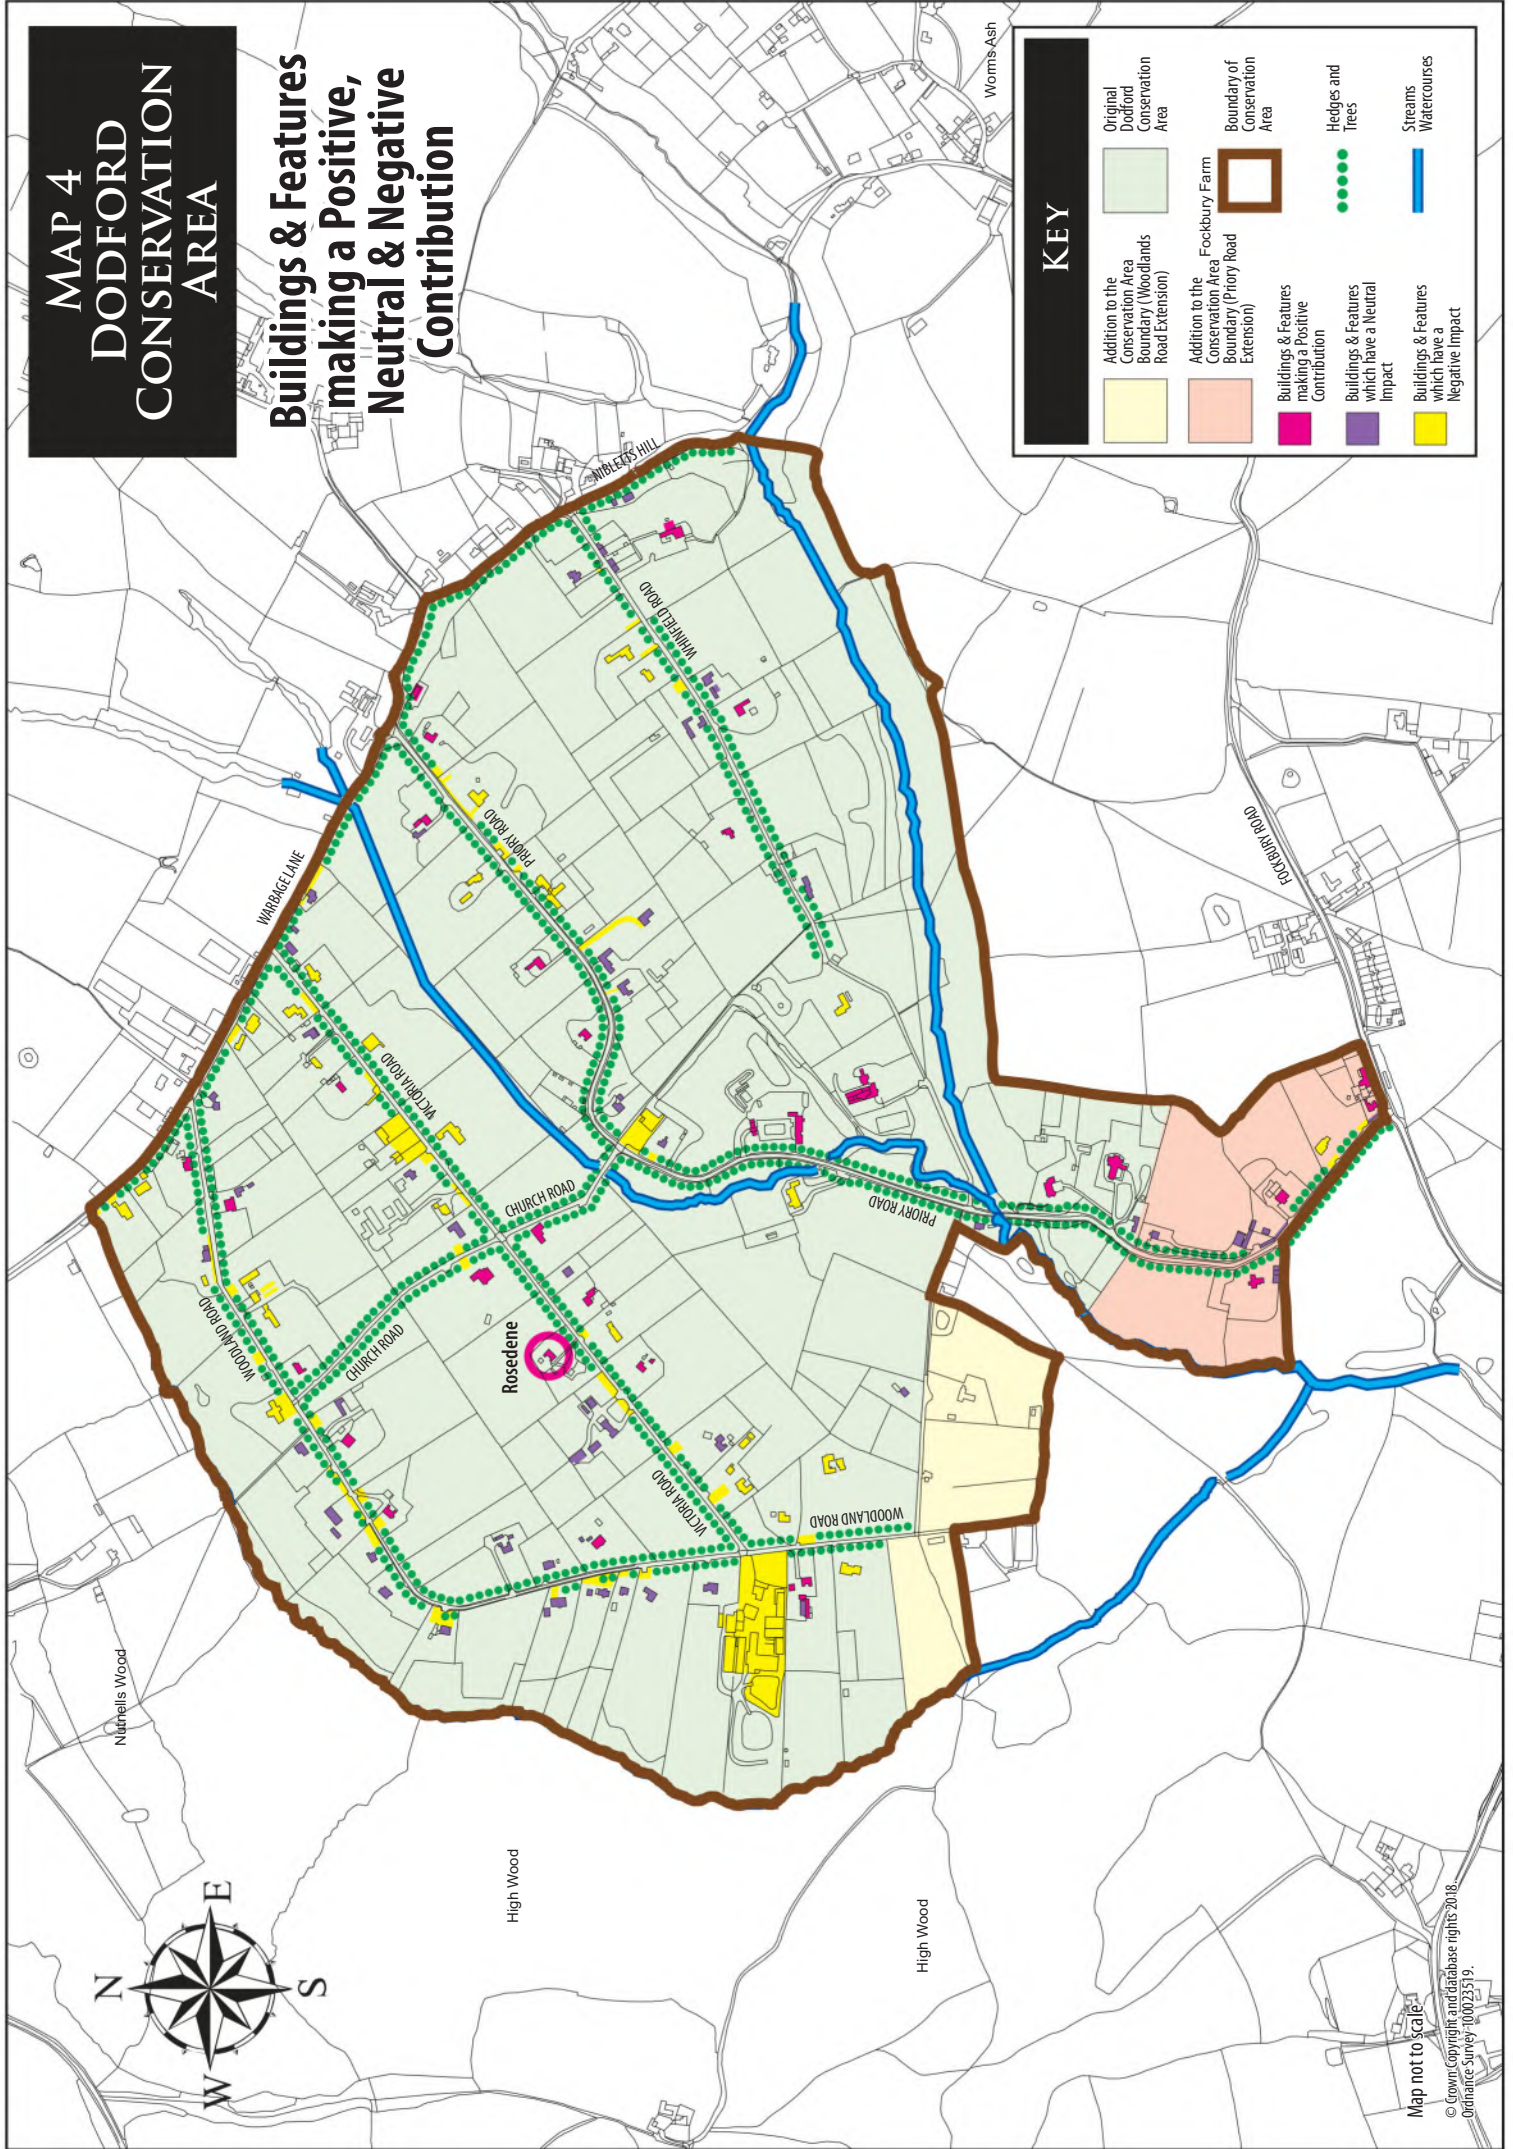 MAP 4
DODFORD
CONSERVATION
AREA
Buildings & Features
making a Positive,
Neutral & Negative
Contribution
N
E
S
W
Nutnells Wood
High Wood
High Wood
Worms Ash
WARBAGE LANE
NIBLETTS HILL
WHINFIELD ROAD
PRIORY ROAD
VICTORIA ROAD
CHURCH ROAD
WOODLAND ROAD
CHURCH ROAD
Rosedene
VICTORIA ROAD
WOODLAND ROAD
PRIORY ROAD
FOCKBURY ROAD
Fockbury Farm
KEY
Addition to the
Conservation Area
Boundary (Woodlands
Road Extension)
Addition to the
Conservation Area
Boundary (Priory Road
Extension)
Buildings & Features
making a Positive
Contribution
Buildings & Features
which have a Neutral
Impact
Buildings & Features
which have a
Negative Impact
Original
Dodford
Conservation
Area
Boundary of
Conservation
Area
Hedges and
Trees
Streams
Watercourses
Map not to scale
© Crown Copyright and database rights 2018.
Ordnance Survey 100023519.